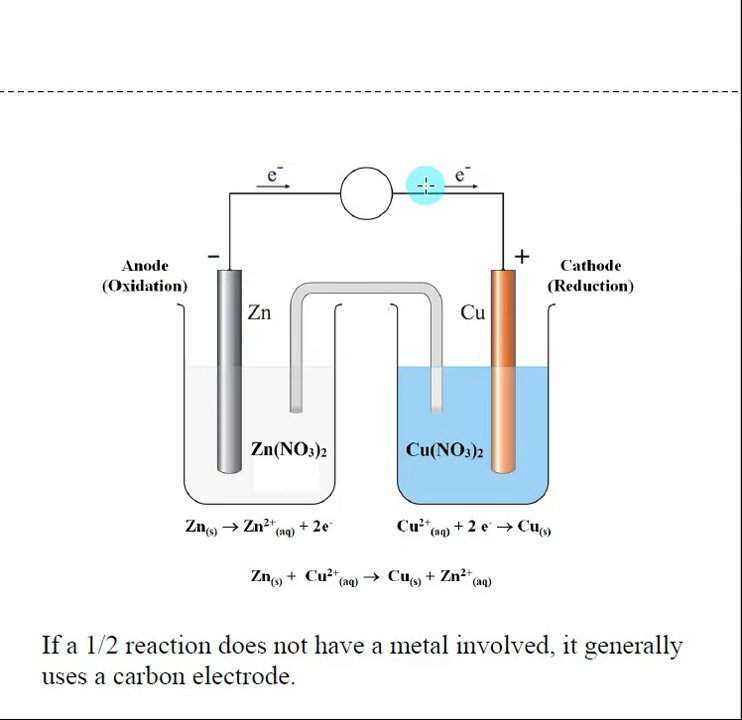 e⁻ e⁻
− +
Anode
(Oxidation)
Cathode
(Reduction)
Zn Cu
Zn(NO₃)₂ Cu(NO₃)₂
Zn₍ₛ₎ → Zn²⁺(aq) + 2e⁻
Cu²⁺(aq) + 2 e⁻ → Cu₍ₛ₎
Zn₍ₛ₎ + Cu²⁺(aq) → Cu₍ₛ₎ + Zn²⁺(aq)
If a 1/2 reaction does not have a metal involved, it generally
uses a carbon electrode.